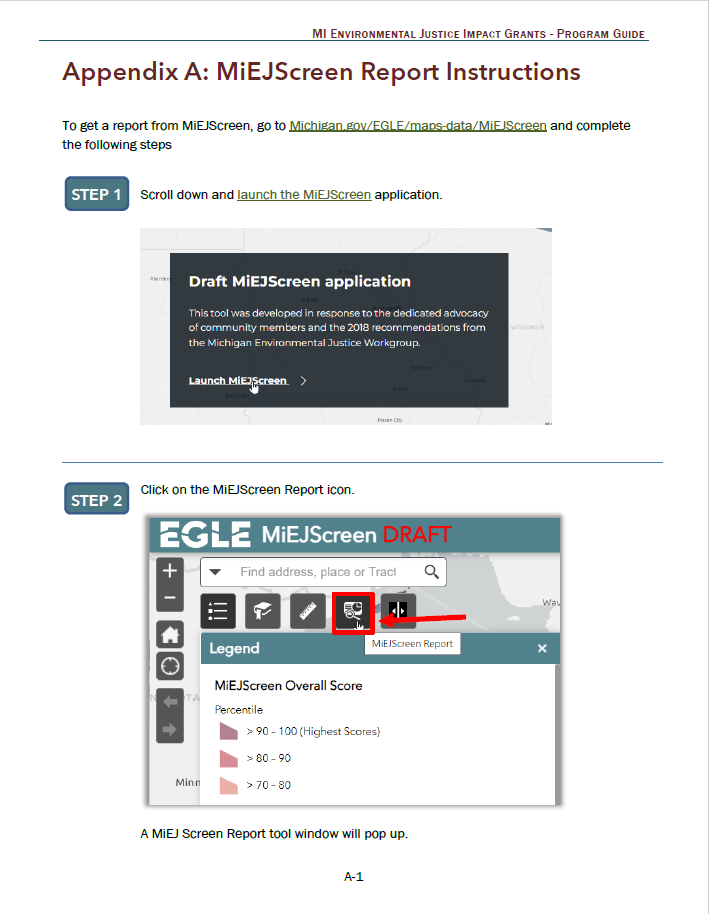 MI ENVIRONMENTAL JUSTICE IMPACT GRANTS - PROGRAM GUIDE
Appendix A: MiEJScreen Report Instructions
To get a report from MiEJScreen, go to Michigan.gov/EGLE/maps-data/MiEJScreen and complete
the following steps
STEP 1
Scroll down and launch the MiEJScreen application.
Draft MiEJScreen application
This tool was developed in response to the dedicated advocacy
of community members and the 2018 recommendations from
the Michigan Environmental Justice Workgroup.
WISCONSIN
Launch MiEJScreen
Mason City
STEP 2
Click on the MiEJScreen Report icon.
EGLE MiEJScreen DRAFT
Find address, place or Tract
Wau
MiEJScreen Report
Legend
MiEJScreen Overall Score
Percentile
> 90 - 100 (Highest Scores)
> 80 - 90
> 70 - 80
Minn
A MiEJ Screen Report tool window will pop up.
A-1